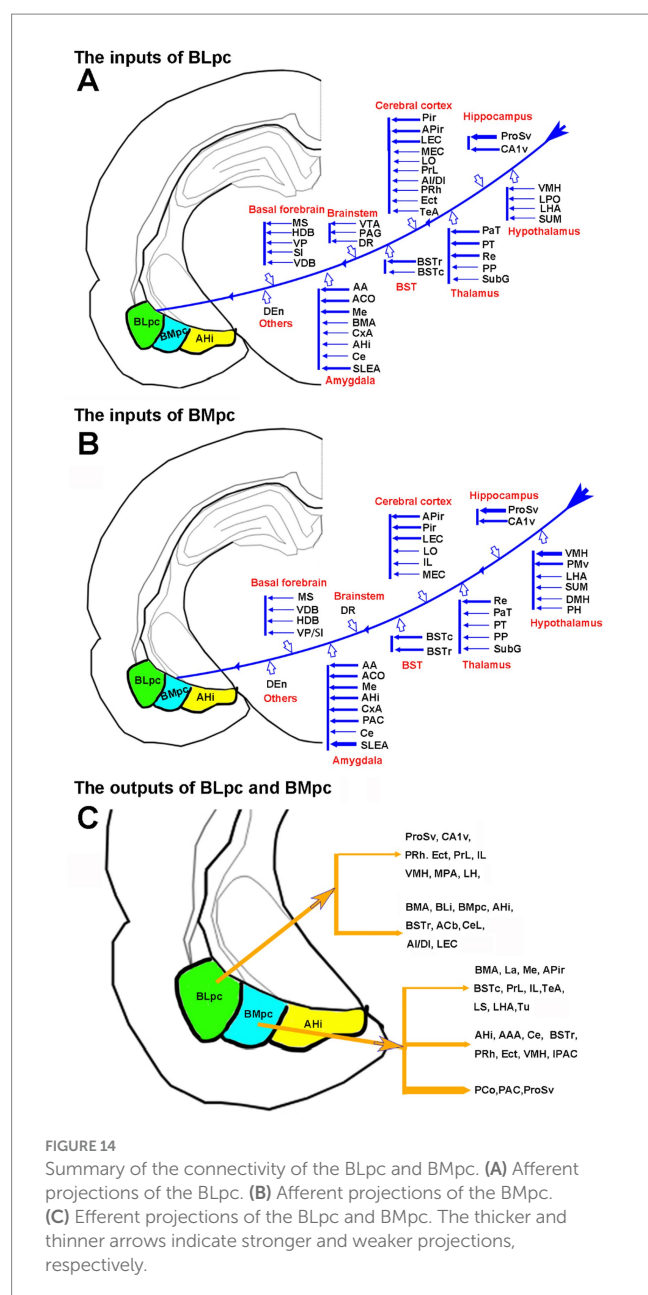 The inputs of BLpc
A
Cerebral cortex
Pir
APir
LEC
MEC
LO
PrL
AI/DI
PRh
Ect
TeA
Hippocampus
ProSv
CA1v
VMH
LPO
LHA
SUM
Hypothalamus
Basal forebrain
MS
HDB
VP
SI
VDB
Brainstem
VTA
PAG
DR
BSTr
BSTc
BST
PaT
PT
Re
PP
SubG
Thalamus
DEn
Others
AA
ACO
Me
BMA
CxA
AHi
Ce
SLEA
Amygdala
BLpc
BMpc
AHi
The inputs of BMpc
B
Cerebral cortex
APir
Pir
LEC
LO
IL
MEC
Hippocampus
ProSv
CA1v
VMH
PMv
LHA
SUM
DMH
PH
Hypothalamus
Basal forebrain
MS
VDB
HDB
VP/SI
Brainstem
DR
BSTc
BSTr
BST
Re
PaT
PT
PP
SubG
Thalamus
DEn
Others
AA
ACO
Me
AHi
CxA
PAC
Ce
SLEA
Amygdala
BLpc
BMpc
AHi
The outputs of BLpc and BMpc
C
ProSv, CA1v,
PRh. Ect, PrL, IL
VMH, MPA, LH,
BMA, BLi, BMpc, AHi,
BSTr, ACb, CeL,
AI/DI, LEC
BMA, La, Me, APir
BSTc, PrL, IL,TeA,
LS, LHA,Tu
AHi, AAA, Ce, BSTr,
PRh, Ect, VMH, IPAC
PCo,PAC,ProSv
BLpc
BMpc
AHi
FIGURE 14
Summary of the connectivity of the BLpc and BMpc. (A) Afferent
projections of the BLpc. (B) Afferent projections of the BMpc.
(C) Efferent projections of the BLpc and BMpc. The thicker and
thinner arrows indicate stronger and weaker projections,
respectively.